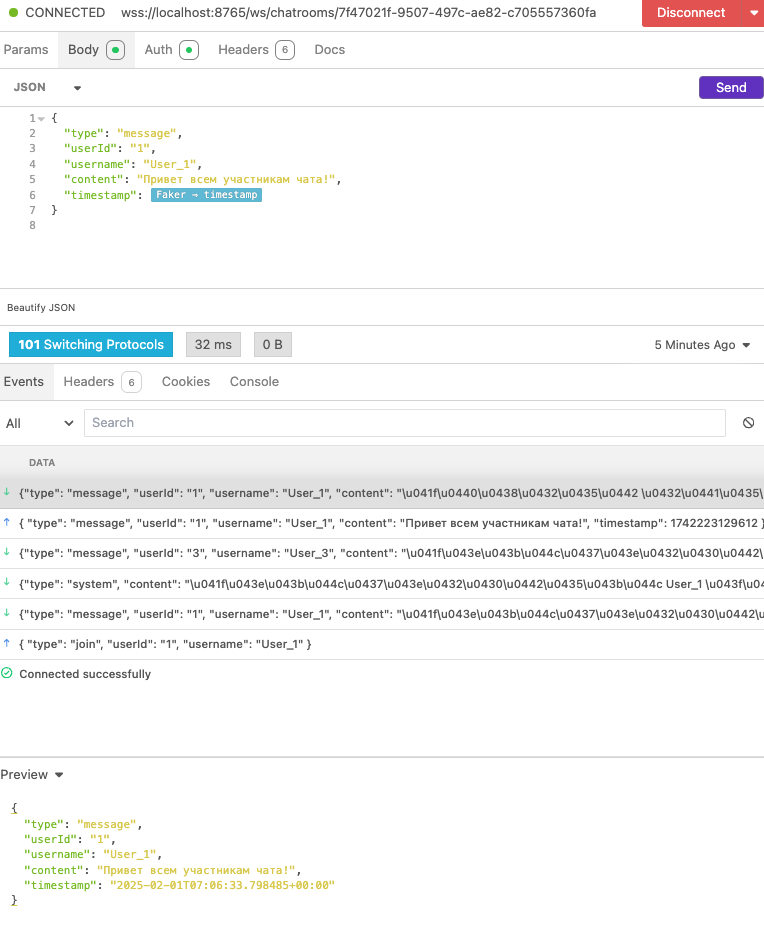 CONNECTED wss://localhost:8765/ws/chatrooms/7f47021f-9507-497c-ae82-c705557360fa Disconnect
Params Body Auth Headers 6 Docs
JSON Send
1 {
2 "type": "message",
3 "userId": "1",
4 "username": "User_1",
5 "content": "Привет всем участникам чата!",
6 "timestamp": Faker → timestamp
7 }
8
Beautify JSON
101 Switching Protocols 32 ms 0 B 5 Minutes Ago
Events Headers 6 Cookies Console
All Search
DATA
{"type": "message", "userId": "1", "username": "User_1", "content": "\u041f\u0440\u0438\u0432\u0435\u0442 \u0432\u0441\u0435\
{ "type": "message", "userId": "1", "username": "User_1", "content": "Привет всем участникам чата!", "timestamp": 1742223129612 }
{"type": "message", "userId": "3", "username": "User_3", "content": "\u041f\u043e\u043b\u044c\u0437\u043e\u0432\u0430\u0442\
{"type": "system", "content": "\u041f\u043e\u043b\u044c\u0437\u043e\u0432\u0430\u0442\u0435\u043b\u044c User_1 \u043f\u04
{"type": "message", "userId": "1", "username": "User_1", "content": "\u041f\u043e\u043b\u044c\u0437\u043e\u0432\u0430\u0442\u
{ "type": "join", "userId": "1", "username": "User_1" }
Connected successfully
Preview
{
"type": "message",
"userId": "1",
"username": "User_1",
"content": "Привет всем участникам чата!",
"timestamp": "2025-02-01T07:06:33.798485+00:00"
}